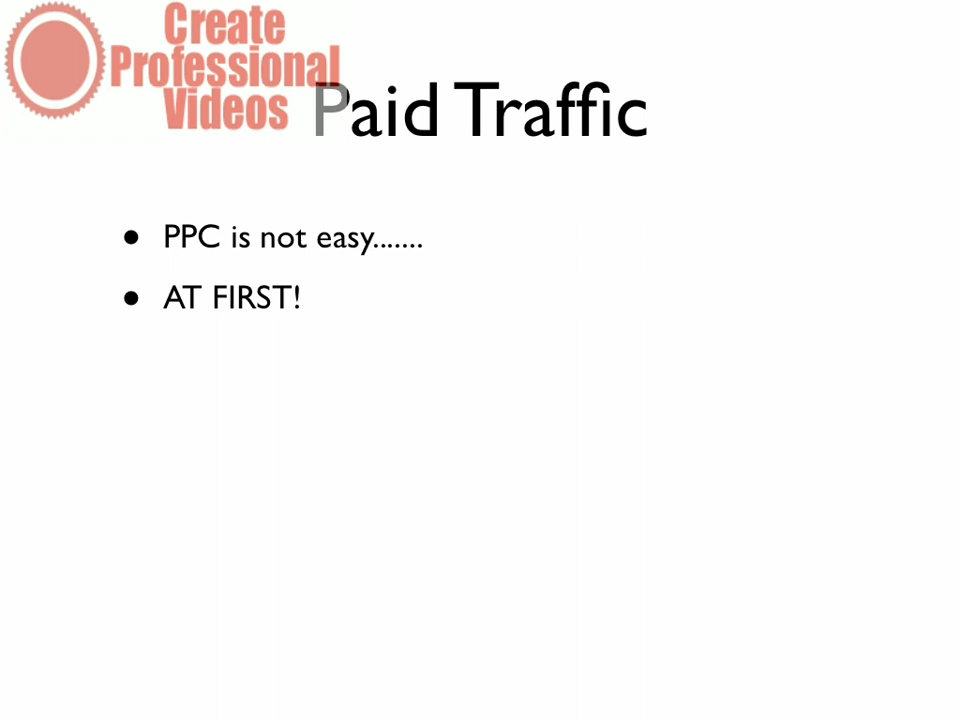 Create
Professional
Videos
Paid Traffic
• PPC is not easy.......
• AT FIRST!